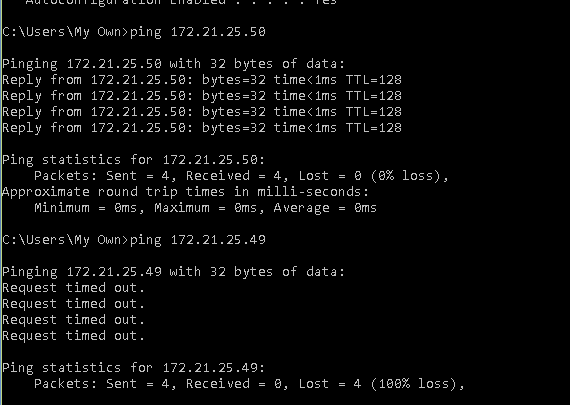 Autoconfiguration Enabled . . . . . Yes
C:\Users\My Own>ping 172.21.25.50
Pinging 172.21.25.50 with 32 bytes of data:
Reply from 172.21.25.50: bytes=32 time<1ms TTL=128
Reply from 172.21.25.50: bytes=32 time<1ms TTL=128
Reply from 172.21.25.50: bytes=32 time<1ms TTL=128
Reply from 172.21.25.50: bytes=32 time<1ms TTL=128
Ping statistics for 172.21.25.50:
Packets: Sent = 4, Received = 4, Lost = 0 (0% loss),
Approximate round trip times in milli-seconds:
Minimum = 0ms, Maximum = 0ms, Average = 0ms
C:\Users\My Own>ping 172.21.25.49
Pinging 172.21.25.49 with 32 bytes of data:
Request timed out.
Request timed out.
Request timed out.
Request timed out.
Ping statistics for 172.21.25.49:
Packets: Sent = 4, Received = 0, Lost = 4 (100% loss),